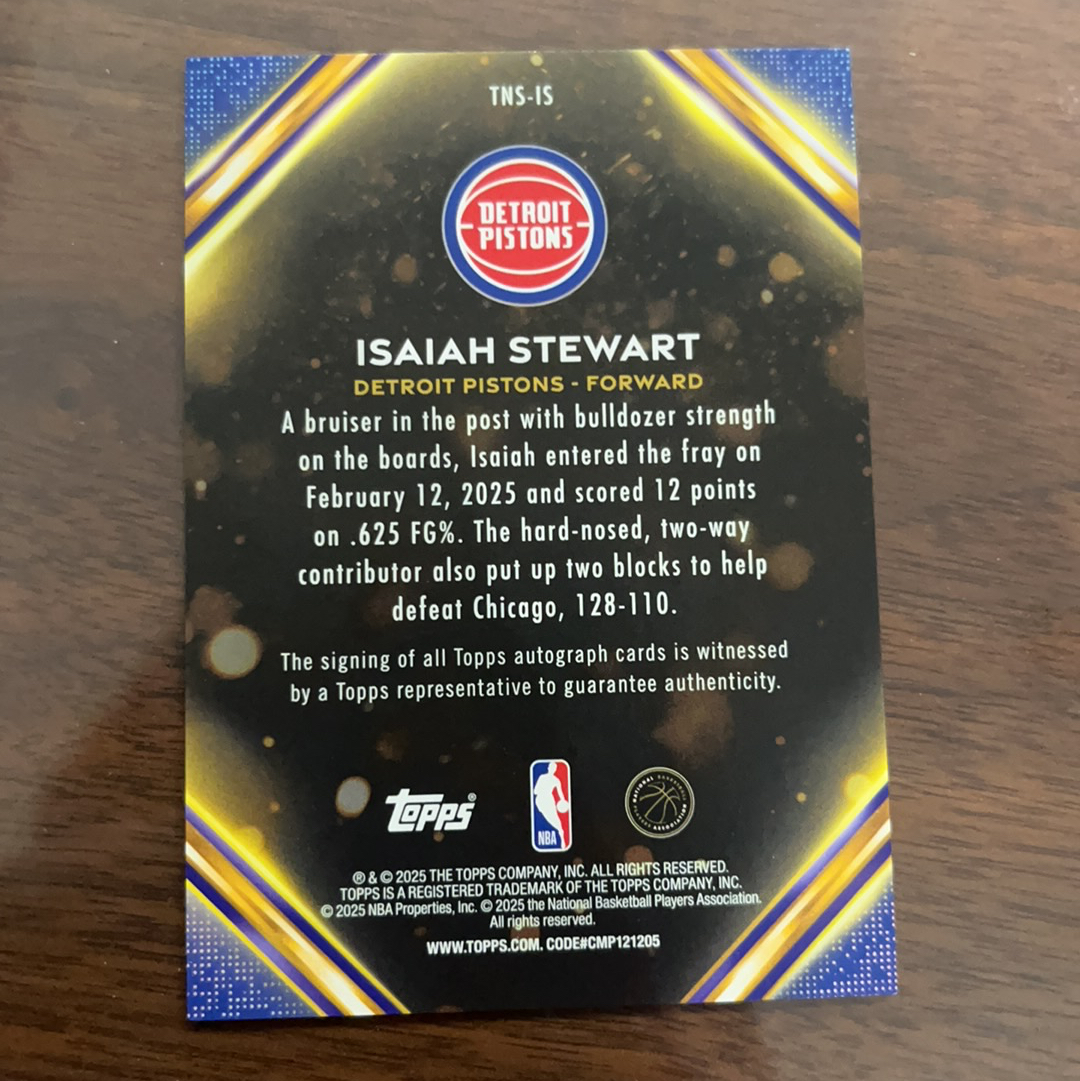 TNS-IS
DETROIT
PISTONS
ISAIAH STEWART
DETROIT PISTONS - FORWARD
A bruiser in the post with bulldozer strength
on the boards, Isaiah entered the fray on
February 12, 2025 and scored 12 points
on .625 FG%. The hard-nosed, two-way
contributor also put up two blocks to help
defeat Chicago, 128-110.
The signing of all Topps autograph cards is witnessed
by a Topps representative to guarantee authenticity.
topps®
NBA
NATIONAL BASKETBALL
PLAYERS ASSOCIATION
® & © 2025 THE TOPPS COMPANY, INC. ALL RIGHTS RESERVED.
TOPPS IS A REGISTERED TRADEMARK OF THE TOPPS COMPANY, INC.
© 2025 NBA Properties, Inc. © 2025 the National Basketball Players Association.
All rights reserved.
WWW.TOPPS.COM. CODE#CMP121205